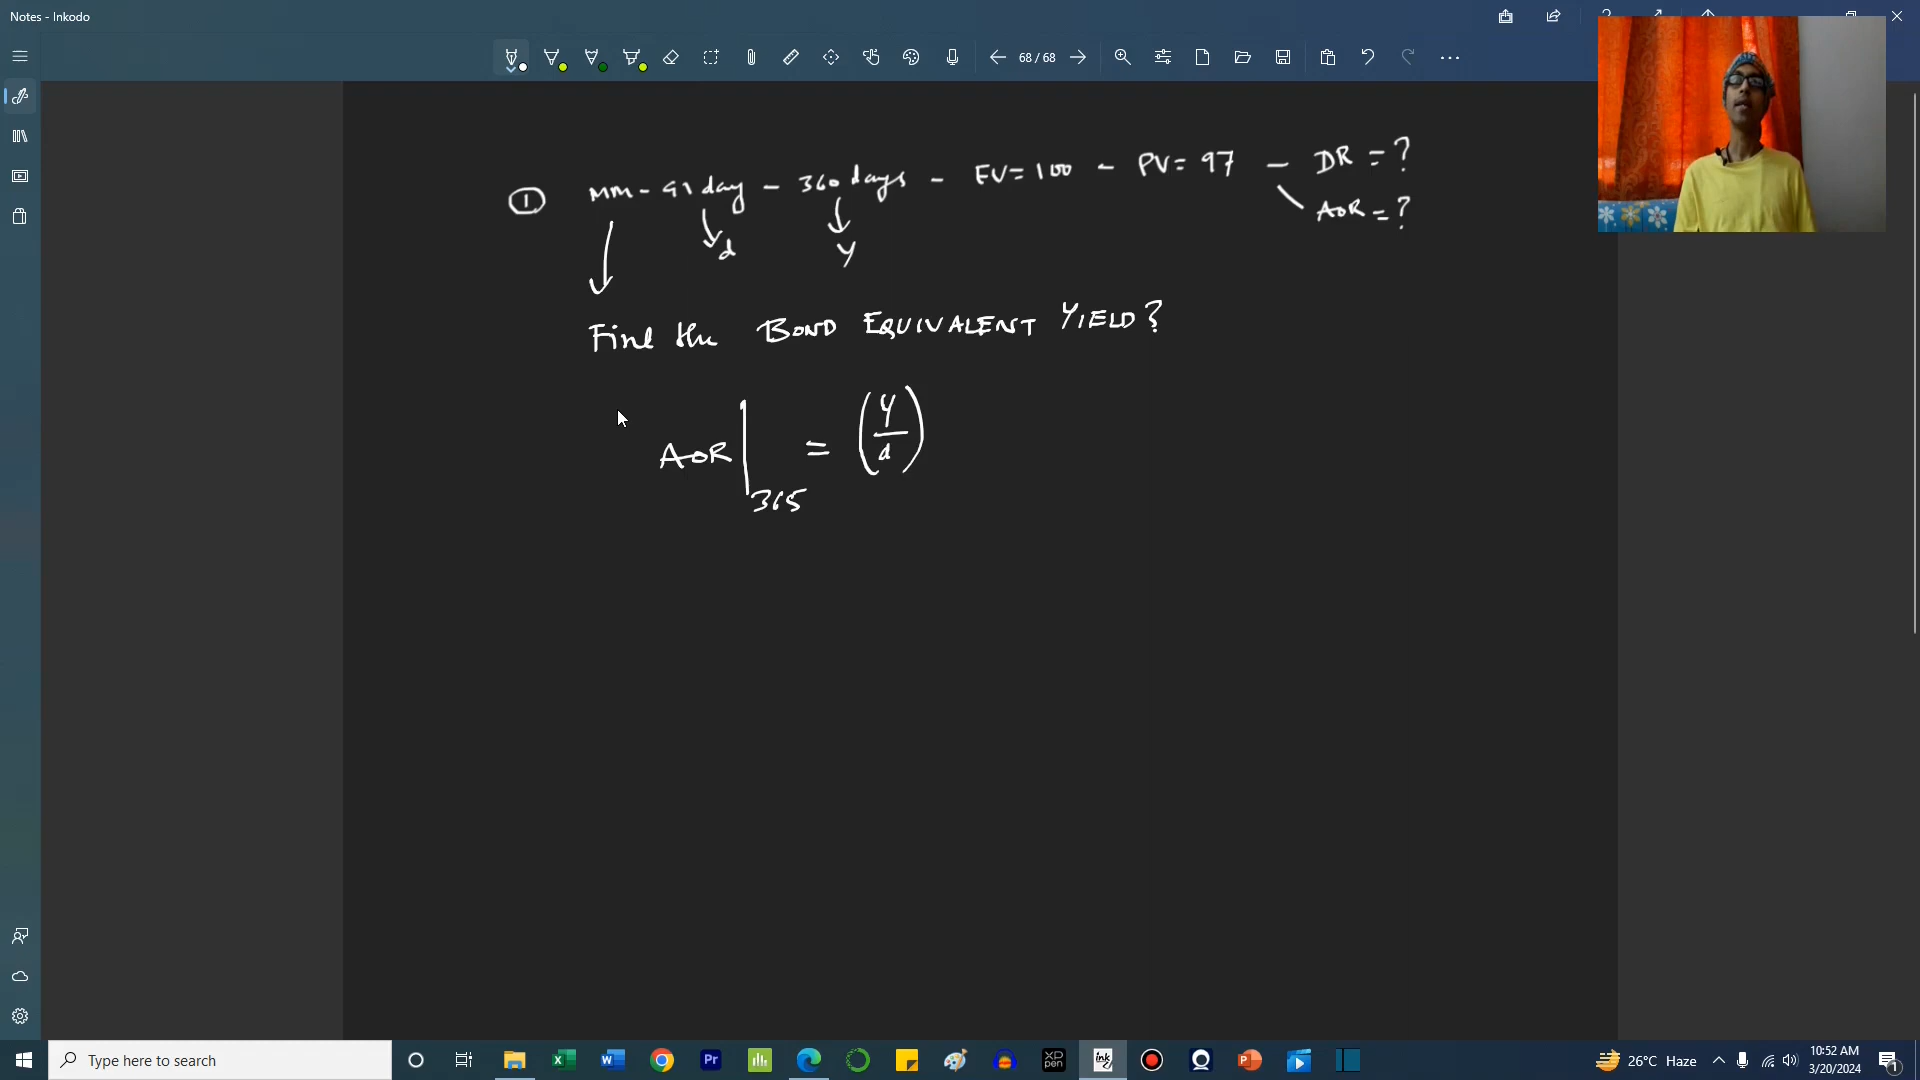 Notes - Inkodo
68 / 68
① MM - 91 day - 360 days - FV = 100 - PV = 97 - DR = ?
AOR = ?
d
Y
Find the BOND EQUIVALENT YIELD?
AOR | 365 = (Y/d)
Type here to search
26°C Haze
10:52 AM
3/20/2024